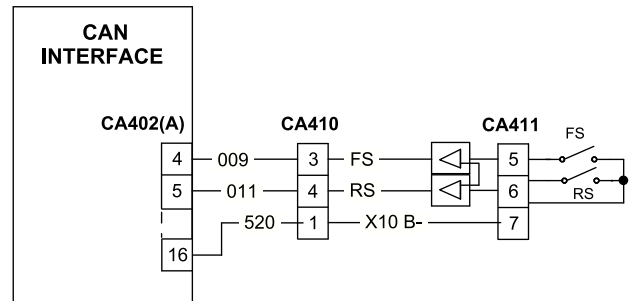 CAN
INTERFACE
CA402(A) CA410 CA411
FS
4 009 3 FS 5
5 011 4 RS 6
RS
520 1 X10 B- 7
16